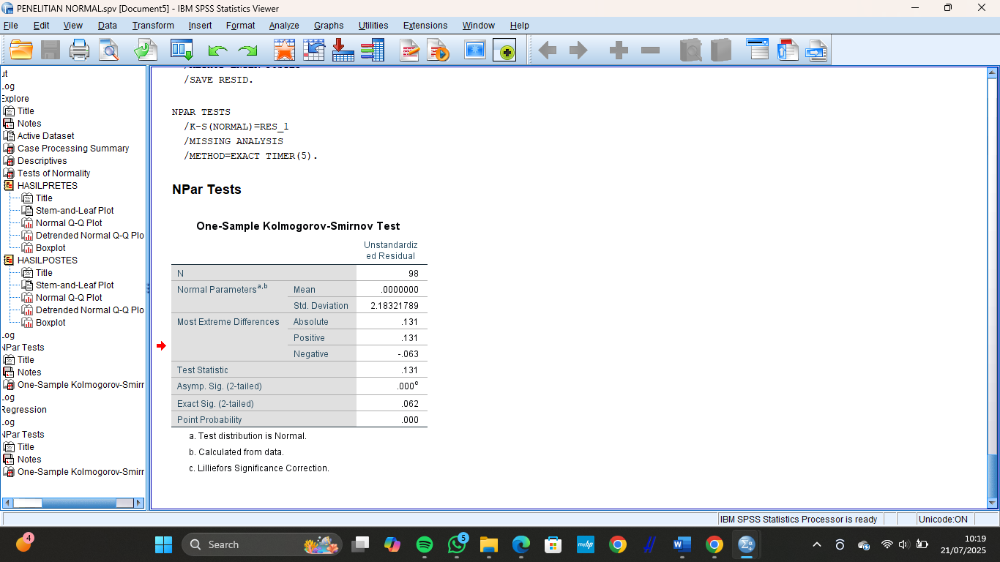 PENELITIAN NORMAL.spv [Document5] - IBM SPSS Statistics Viewer
File Edit View Data Transform Insert Format Analyze Graphs Utilities Extensions Window Help
ut
Log
Explore
Title
Notes
Active Dataset
Case Processing Summary
Descriptives
Tests of Normality
HASILPRETES
Title
Stem-and-Leaf Plot
Normal Q-Q Plot
Detrended Normal Q-Q Plo
Boxplot
HASILPOSTES
Title
Stem-and-Leaf Plot
Normal Q-Q Plot
Detrended Normal Q-Q Plo
Boxplot
Log
NPar Tests
Title
Notes
One-Sample Kolmogorov-Smirr
Log
Regression
Log
NPar Tests
Title
Notes
One-Sample Kolmogorov-Smirr
/SAVE RESID.
NPAR TESTS
/K-S(NORMAL)=RES_1
/MISSING ANALYSIS
/METHOD=EXACT TIMER(5).
NPar Tests
One-Sample Kolmogorov-Smirnov Test
Unstandardiz
ed Residual
N 98
Normal Parameters a,b Mean .0000000
Std. Deviation 2.18321789
Most Extreme Differences Absolute .131
Positive .131
Negative -.063
Test Statistic .131
Asymp. Sig. (2-tailed) .000 c
Exact Sig. (2-tailed) .062
Point Probability .000
a. Test distribution is Normal.
b. Calculated from data.
c. Lilliefors Significance Correction.
IBM SPSS Statistics Processor is ready Unicode:ON
4
Search
5
myhp
10:19
21/07/2025